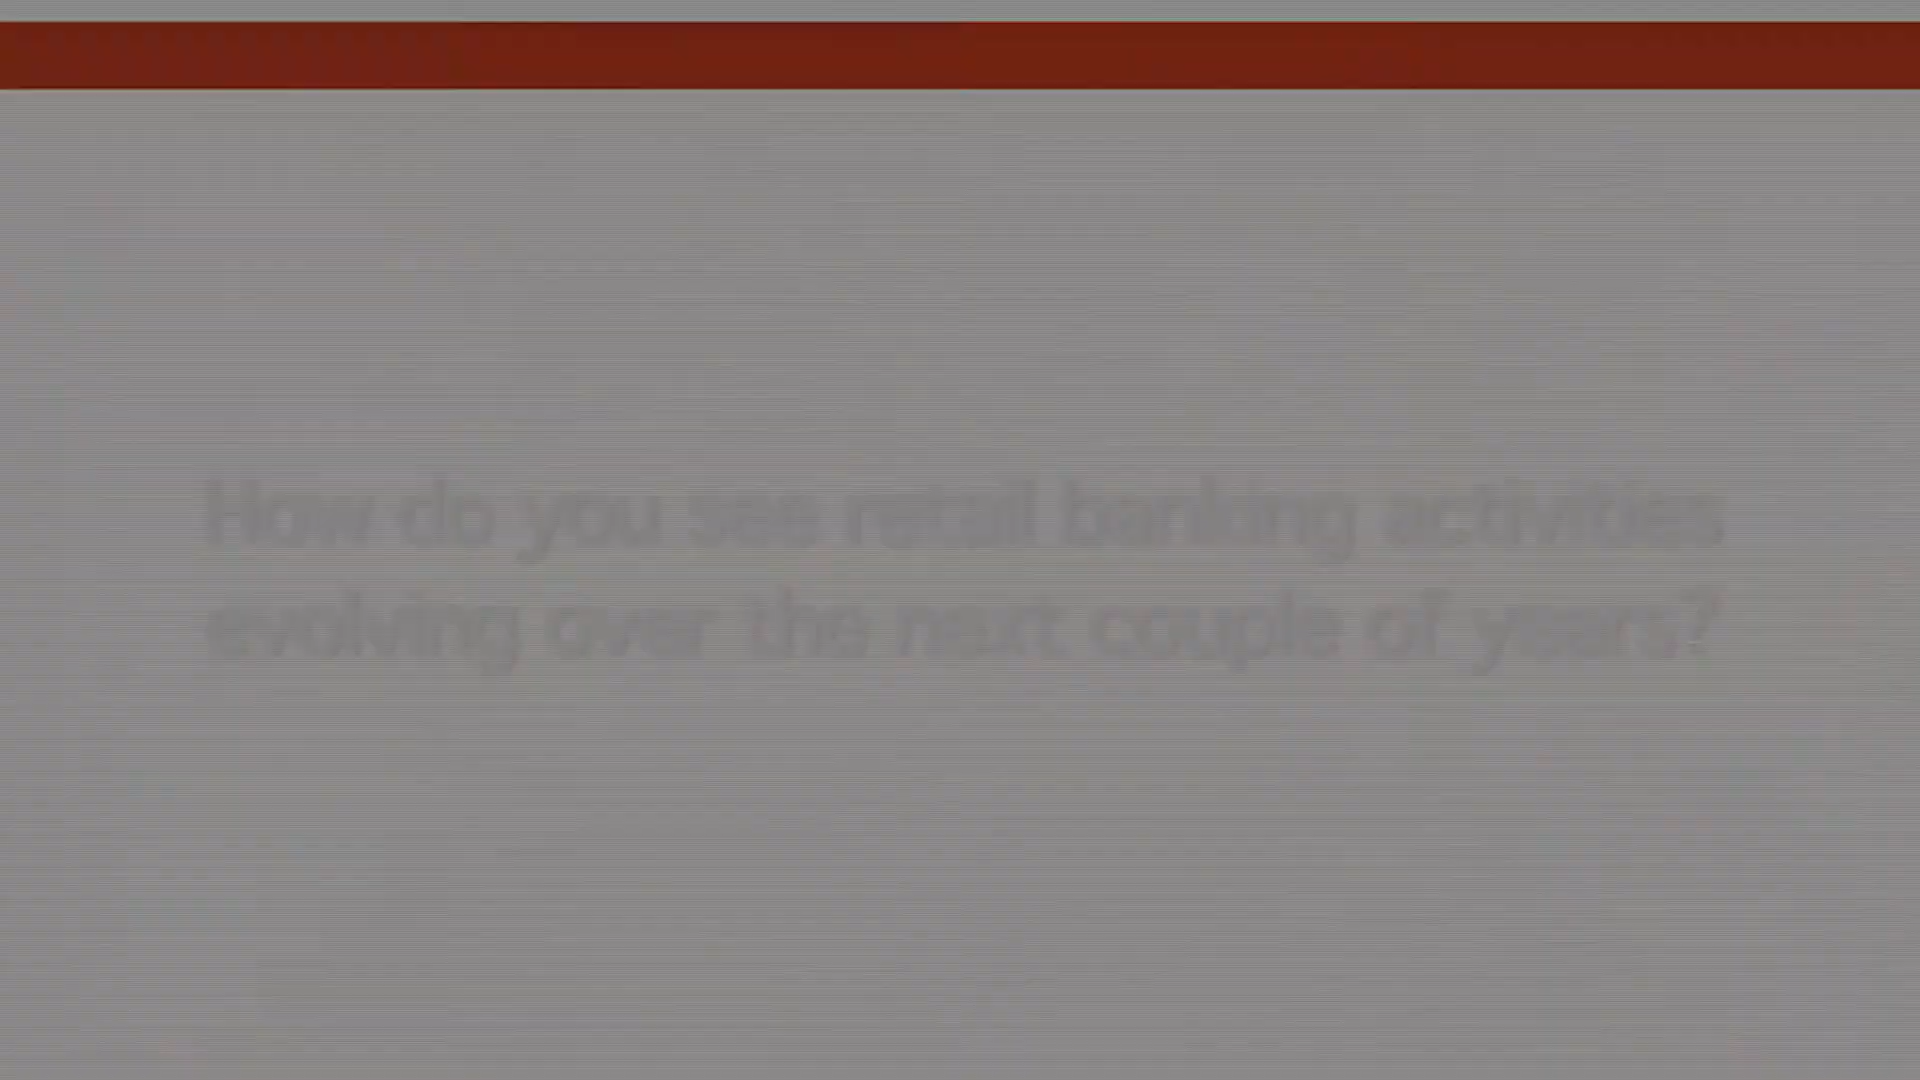 How do you see retail banking activities
evolving over the next couple of years?